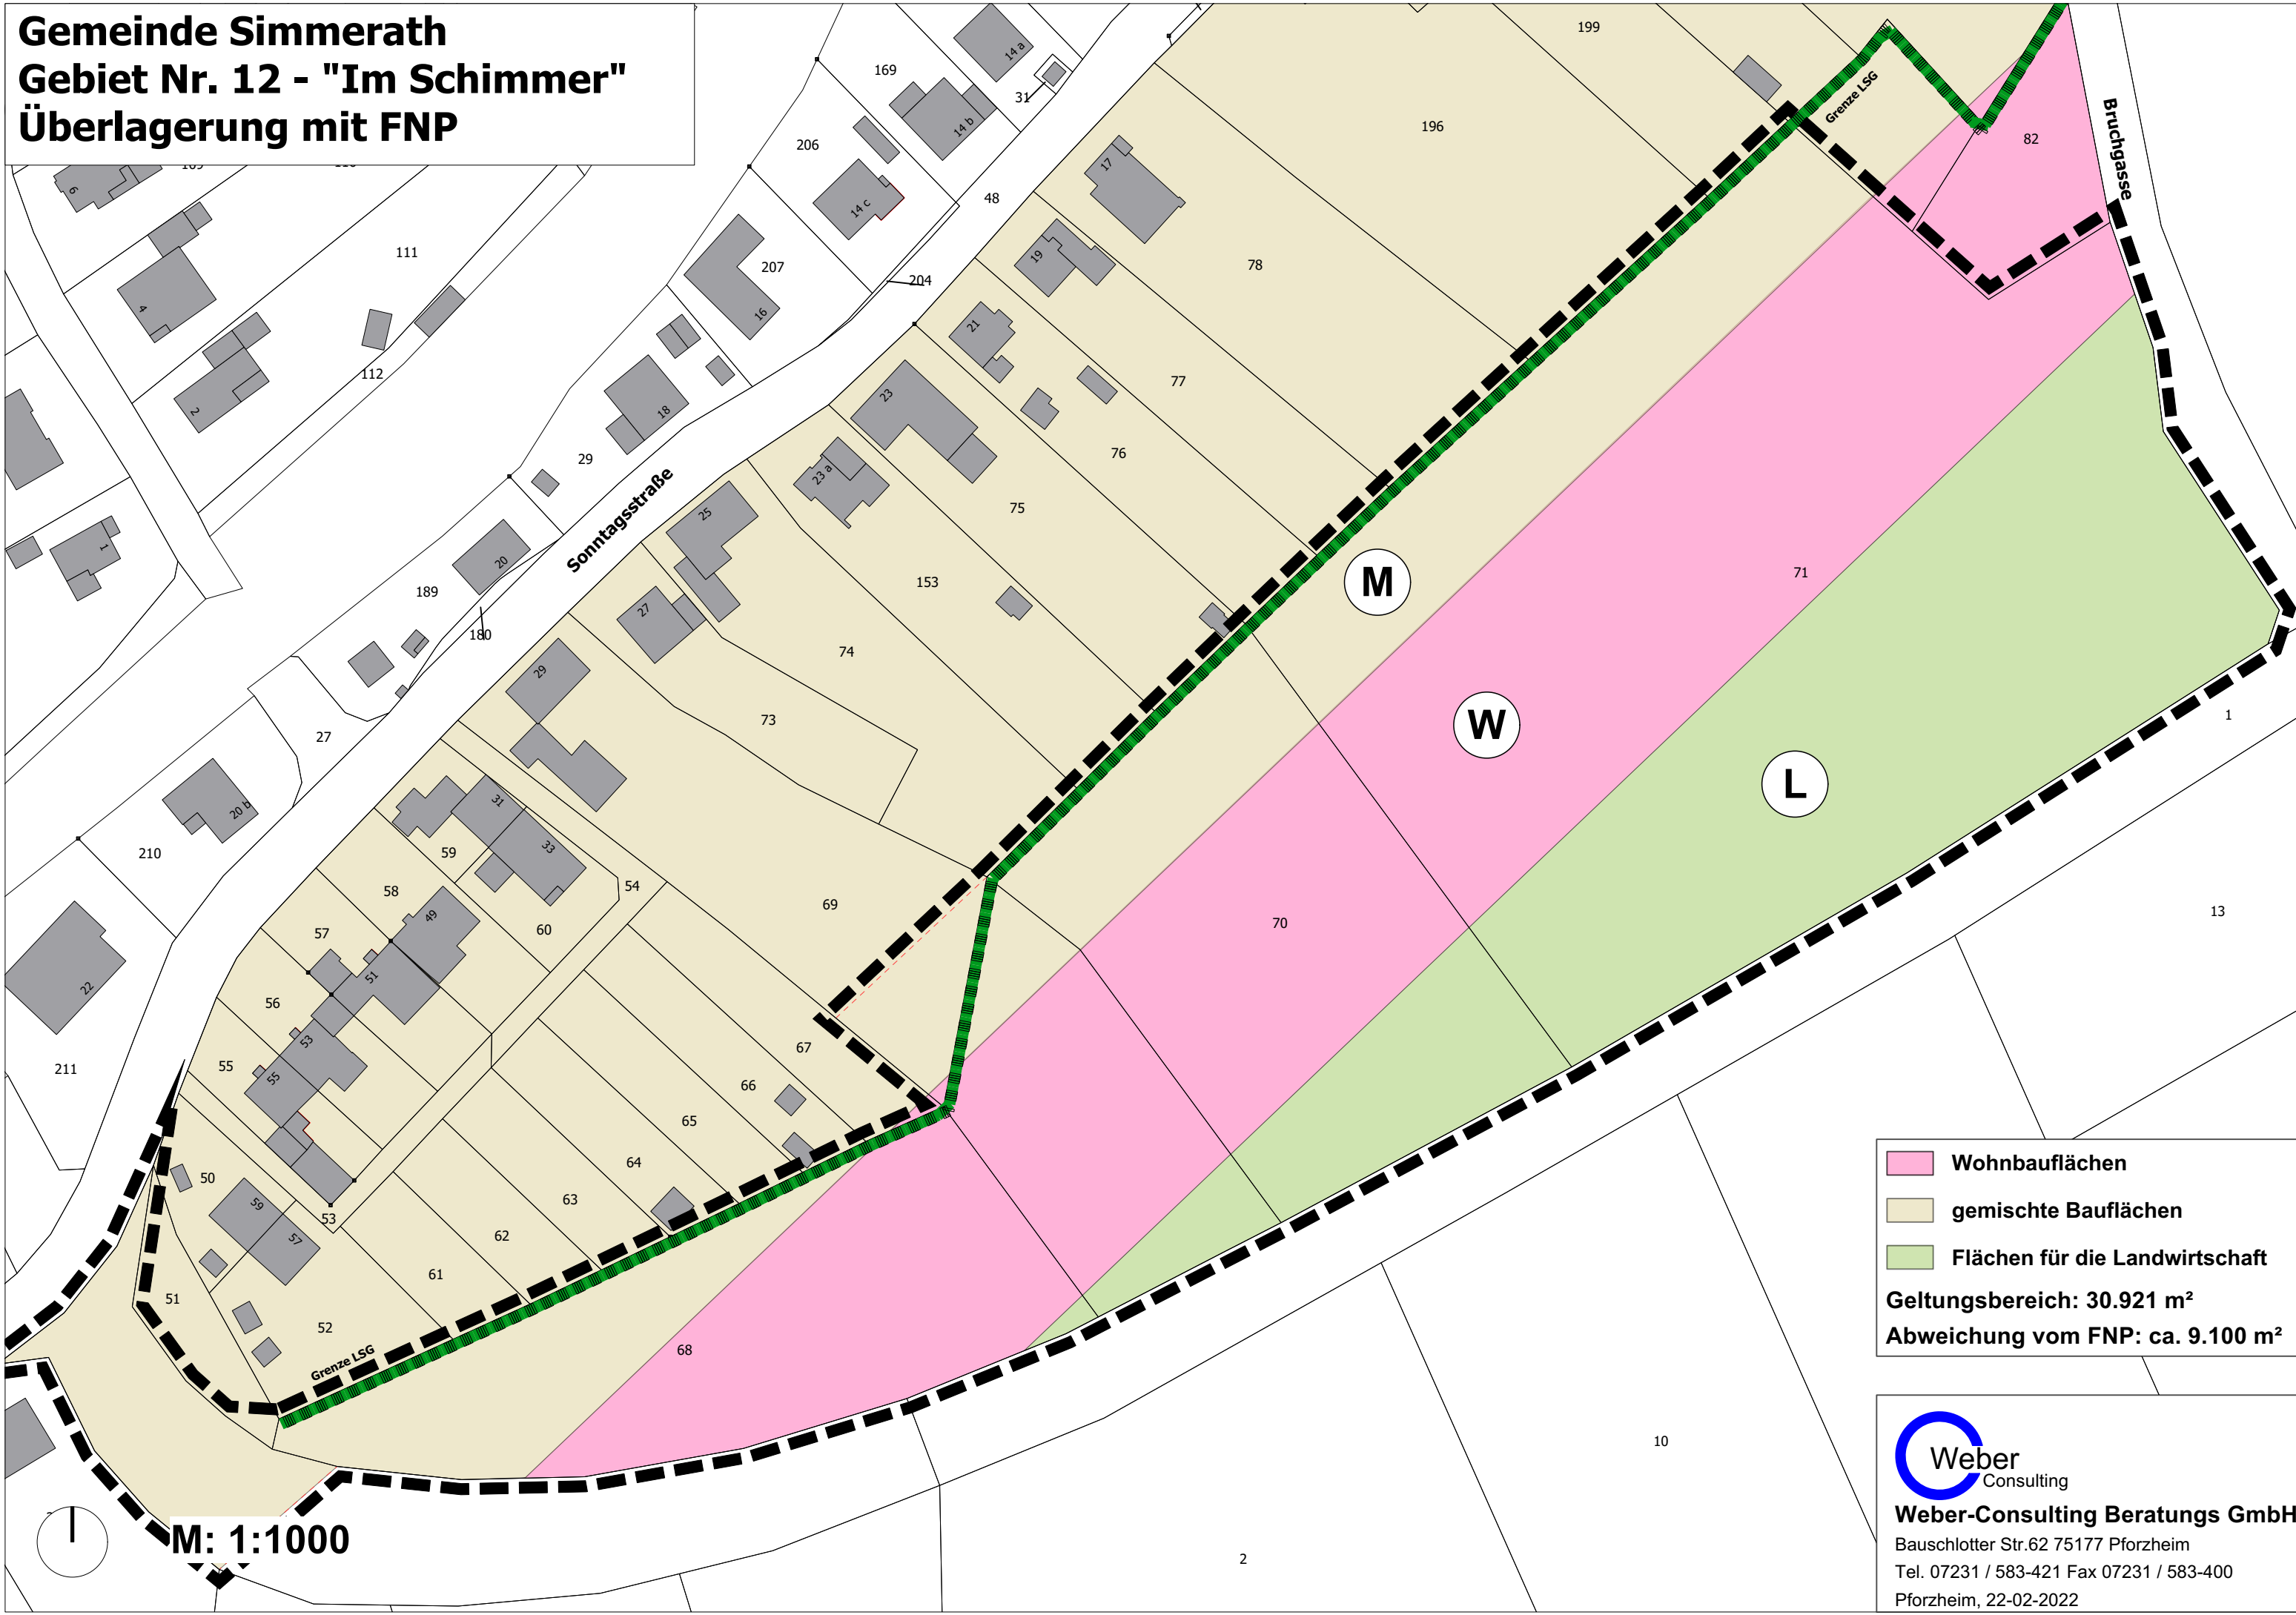 Gemeinde Simmerath
Gebiet Nr. 12 - "Im Schimmer"
Überlagerung mit FNP
199
14 a
169
31
14 b
Grenze LSG
Bruchgasse
196
82
206
17
6
14 c
48
111
207
19
78
204
4
16
21
77
112
23
2
18
76
29
23 a
Sonntagsstraße
75
25
1
20
M
71
153
189
27
180
74
29
73
1
W
27
L
31
20 b
33
210
59
54
58
69
13
49
70
57
60
51
22
56
53
67
55
211
55
66
65
64
Wohnbauflächen
50
59
63
gemischte Bauflächen
53
57
62
Flächen für die Landwirtschaft
61
51
Geltungsbereich: 30.921 m²
52
Abweichung vom FNP: ca. 9.100 m²
68
Grenze LSG
10
Weber
Consulting
Weber-Consulting Beratungs GmbH
M: 1:1000
Bauschlotter Str.62 75177 Pforzheim
2
Tel. 07231 / 583-421 Fax 07231 / 583-400
Pforzheim, 22-02-2022